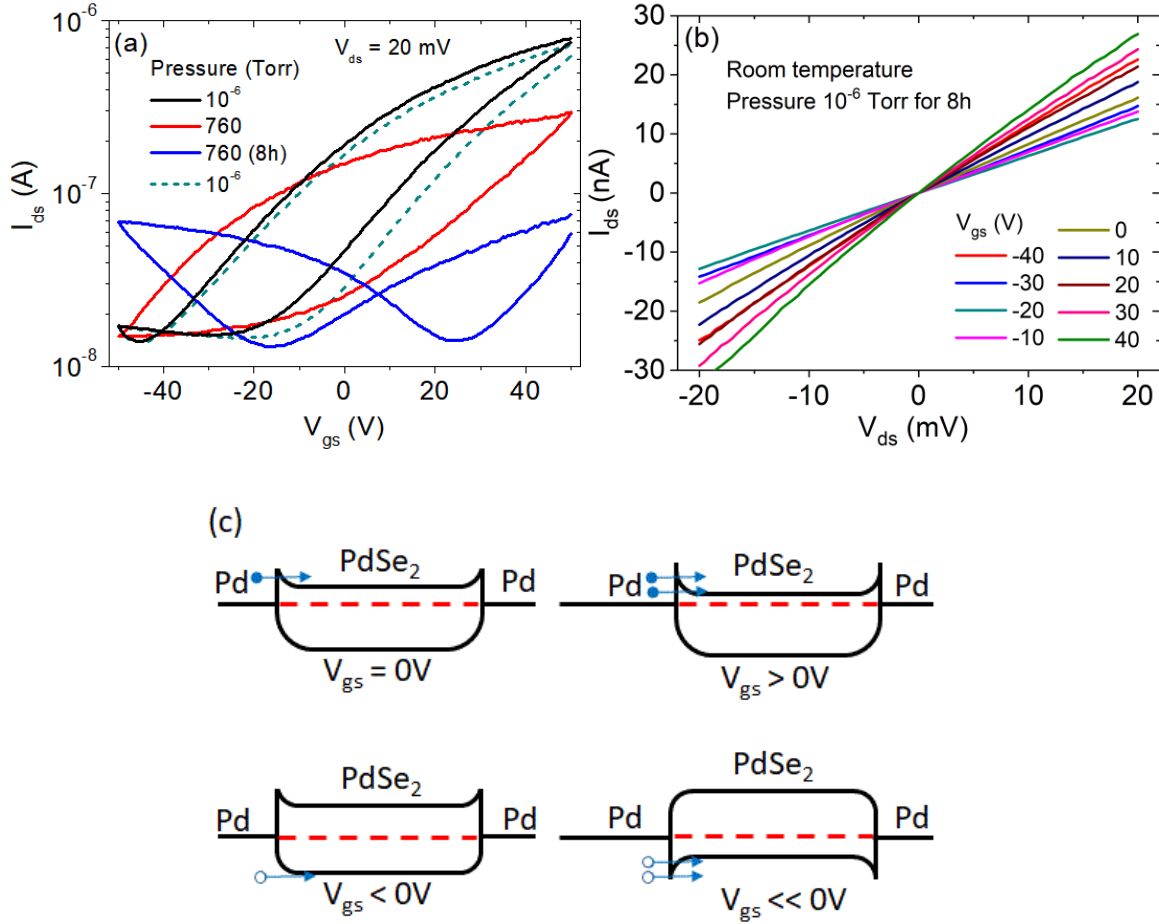 (a)
V_ds = 20 mV
Pressure (Torr)
10^-6
760
760 (8h)
10^-6
10^-6
10^-7
10^-8
I_ds (A)
-40 -20 0 20 40
V_gs (V)
(b)
Room temperature
Pressure 10^-6 Torr for 8h
30
20
10
0
-10
-20
-30
I_ds (nA)
V_gs (V)
-40
-30
-20
-10
0
10
20
30
40
-20 -10 0 10 20
V_ds (mV)
(c)
PdSe₂
Pd Pd
V_gs = 0V
PdSe₂
Pd
V_gs > 0V
PdSe₂
Pd Pd
V_gs < 0V
PdSe₂
Pd Pd
V_gs << 0V